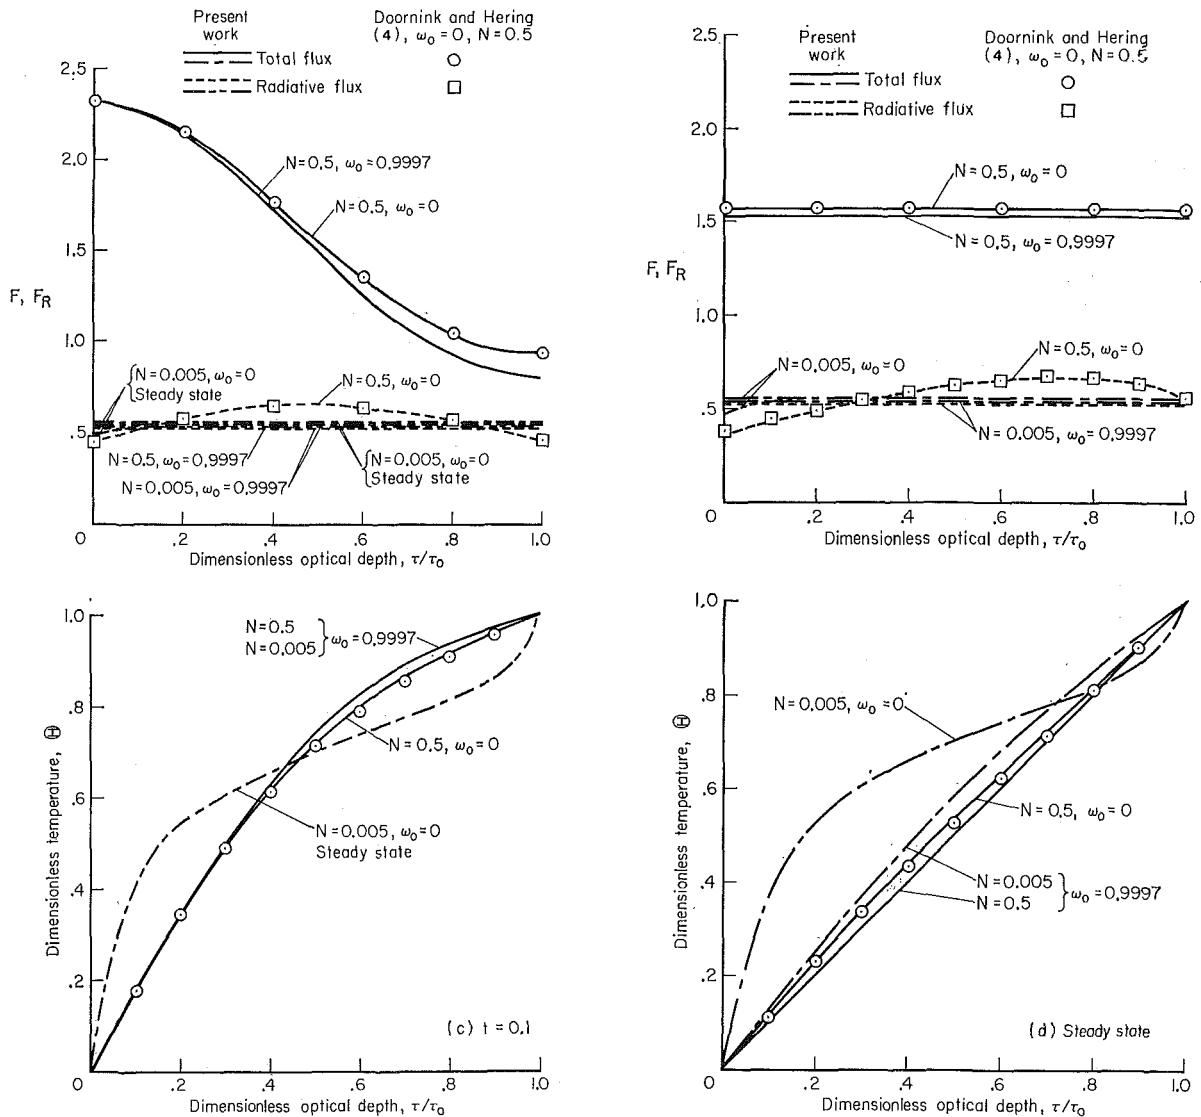 Present work
Doornink and Hering (4), ω₀=0, N=0.5
Total flux
Radiative flux
2.5
2.0
1.5
1.0
.5
0
F, F_R
N=0.5, ω₀=0.9997
N=0.5, ω₀=0
N=0.005, ω₀=0
Steady state
N=0.5, ω₀=0
N=0.5, ω₀=0.9997
N=0.005, ω₀=0.9997
N=0.005, ω₀=0
Steady state
.2 .4 .6 .8 1.0
Dimensionless optical depth, τ/τ₀
Present work
Doornink and Hering (4), ω₀=0, N=0.5
Total flux
Radiative flux
2.5
2.0
1.5
1.0
.5
0
F, F_R
N=0.5, ω₀=0
N=0.5, ω₀=0.9997
N=0.005, ω₀=0
N=0.5, ω₀=0
N=0.005, ω₀=0.9997
.2 .4 .6 .8 1.0
Dimensionless optical depth, τ/τ₀
1.0
.8
.6
.4
.2
0
Dimensionless temperature, Θ
N=0.5
N=0.005
ω₀=0.9997
N=0.5, ω₀=0
N=0.005, ω₀=0
Steady state
(c) t=0.1
.2 .4 .6 .8 1.0
Dimensionless optical depth, τ/τ₀
1.0
.8
.6
.4
.2
0
Dimensionless temperature, Θ
N=0.005, ω₀=0
N=0.5, ω₀=0
N=0.005
N=0.5
ω₀=0.9997
(d) Steady state
.2 .4 .6 .8 1.0
Dimensionless optical depth, τ/τ₀